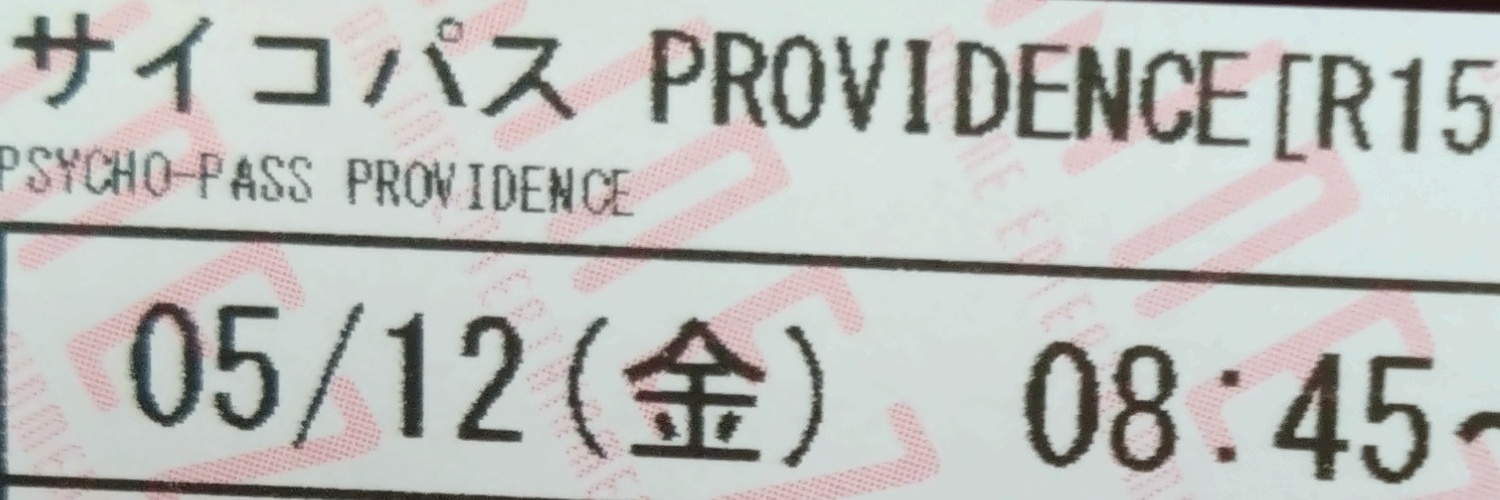 サイコパス PROVIDENCE[R15
PSYCHO-PASS PROVIDENCE
05/12(金) 08:45~